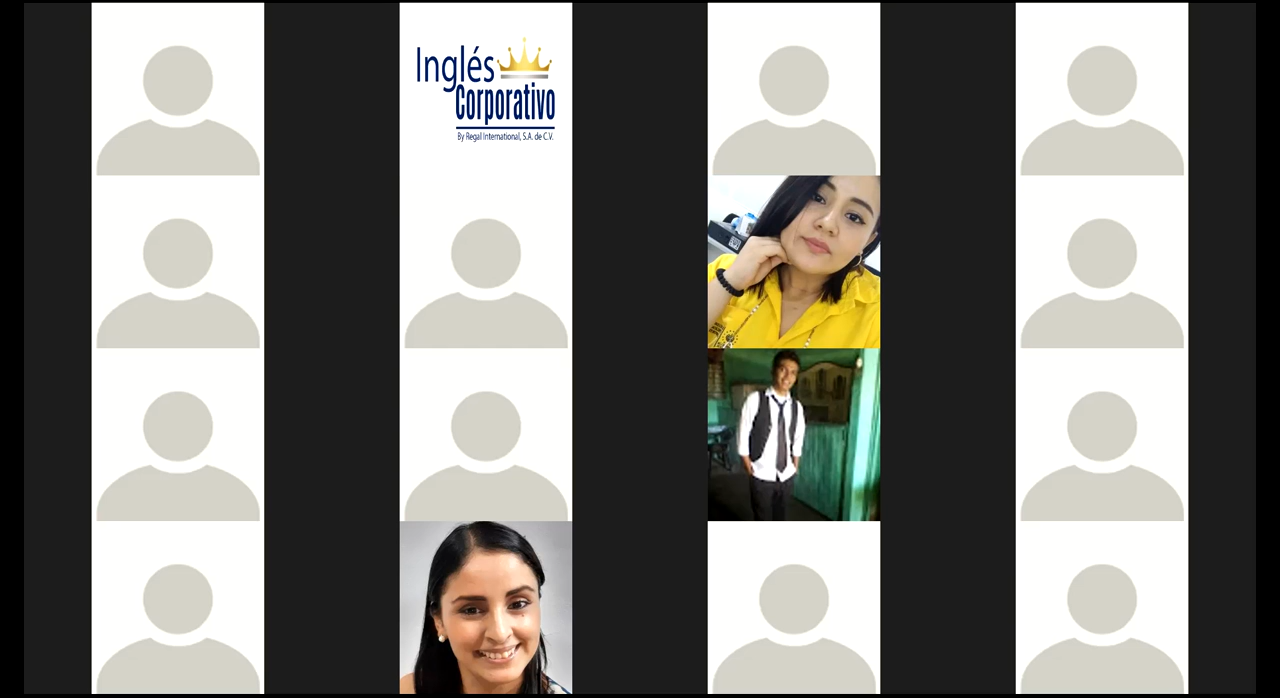 Inglés
Corporativo
By Regal International, S.A. de C.V.